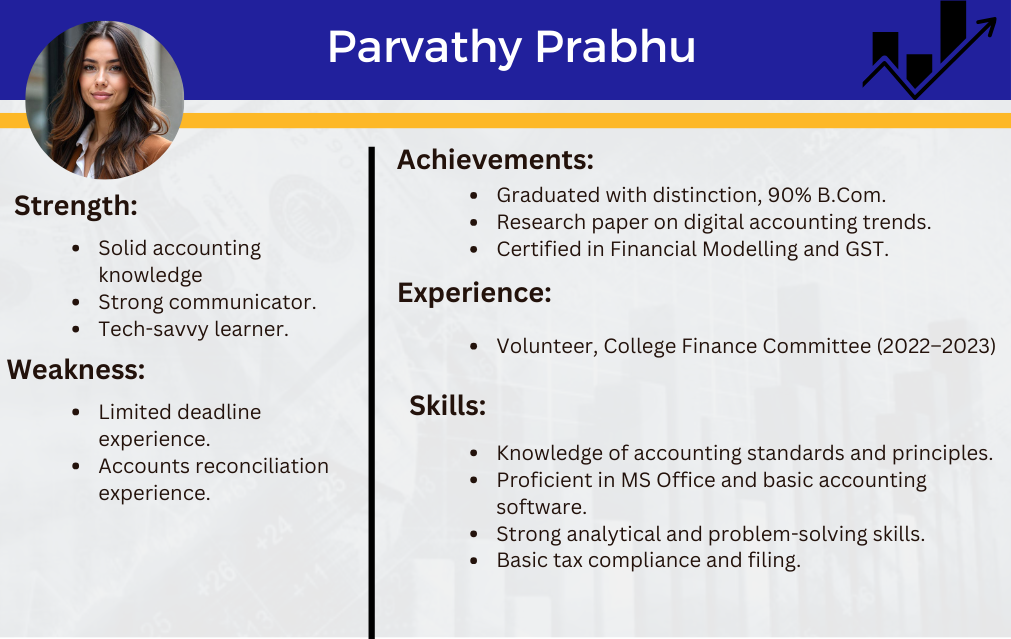 Parvathy Prabhu
Strength:
• Solid accounting
knowledge
• Strong communicator.
• Tech-savvy learner.
Weakness:
• Limited deadline
experience.
• Accounts reconciliation
experience.
Achievements:
• Graduated with distinction, 90% B.Com.
• Research paper on digital accounting trends.
• Certified in Financial Modelling and GST.
Experience:
• Volunteer, College Finance Committee (2022–2023)
Skills:
• Knowledge of accounting standards and principles.
• Proficient in MS Office and basic accounting
software.
• Strong analytical and problem-solving skills.
• Basic tax compliance and filing.
+24
-25
+26